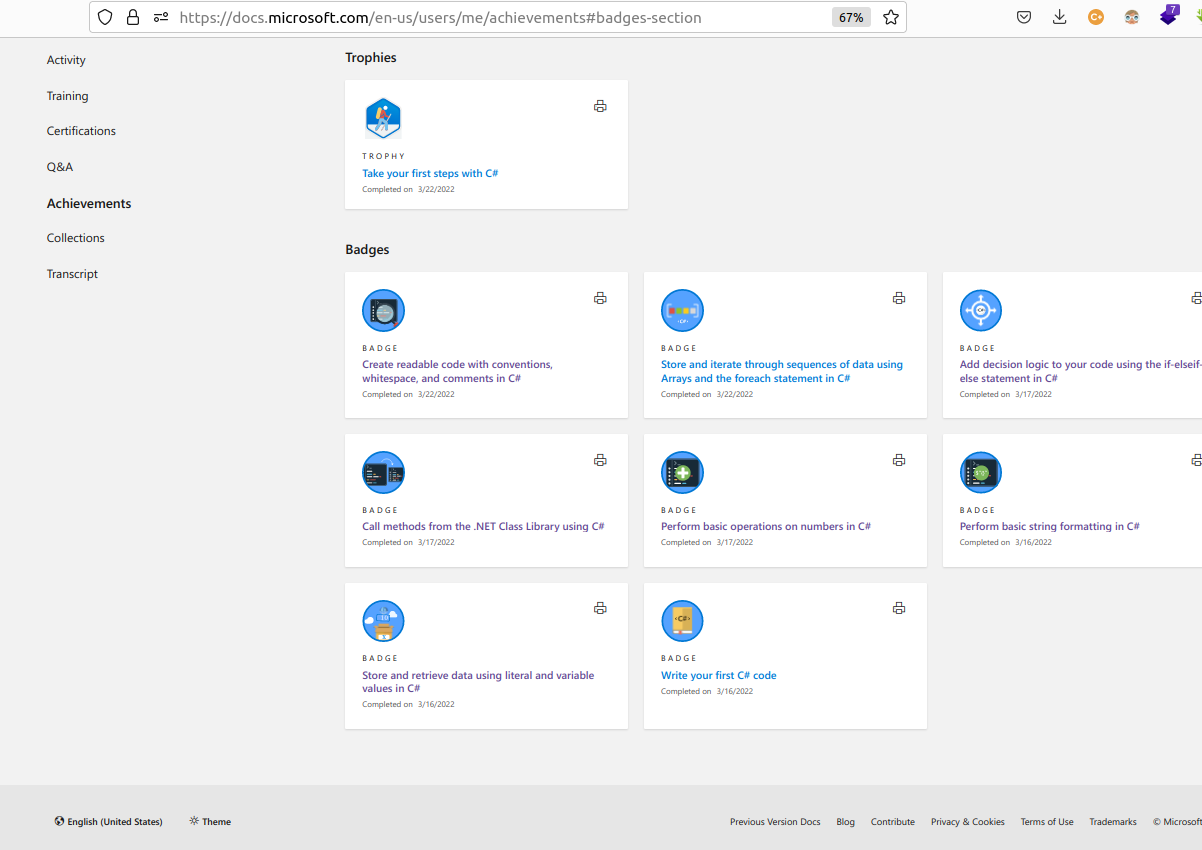 https://docs.microsoft.com/en-us/users/me/achievements#badges-section
67%
7
Activity
Training
Certifications
Q&A
Achievements
Collections
Transcript
Trophies
TROPHY
Take your first steps with C#
Completed on 3/22/2022
Badges
BADGE
Create readable code with conventions,
whitespace, and comments in C#
Completed on 3/22/2022
BADGE
Store and iterate through sequences of data using
Arrays and the foreach statement in C#
Completed on 3/22/2022
BADGE
Add decision logic to your code using the if-elseif-
else statement in C#
Completed on 3/17/2022
BADGE
Call methods from the .NET Class Library using C#
Completed on 3/17/2022
BADGE
Perform basic operations on numbers in C#
Completed on 3/17/2022
BADGE
Perform basic string formatting in C#
Completed on 3/16/2022
BADGE
Store and retrieve data using literal and variable
values in C#
Completed on 3/16/2022
C#
BADGE
Write your first C# code
Completed on 3/16/2022
English (United States)
Theme
Previous Version Docs
Blog
Contribute
Privacy & Cookies
Terms of Use
Trademarks
© Microsoft